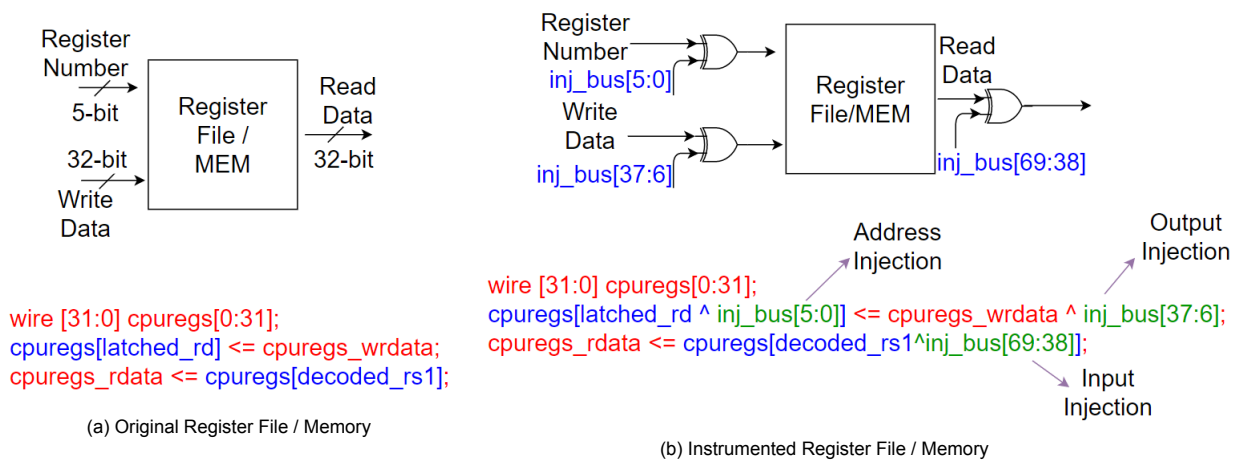 Register
Number
5-bit
32-bit
Write
Data
Register
File /
MEM
Read
Data
32-bit
wire [31:0] cpuregs[0:31];
cpuregs[latched_rd] <= cpuregs_wrdata;
cpuregs_rdata <= cpuregs[decoded_rs1];
(a) Original Register File / Memory
Register
Number
inj_bus[5:0]
Write
Data
inj_bus[37:6]
Register
File/MEM
Read
Data
inj_bus[69:38]
Address
Injection
Output
Injection
wire [31:0] cpuregs[0:31];
cpuregs[latched_rd ^ inj_bus[5:0]] <= cpuregs_wrdata ^ inj_bus[37:6];
cpuregs_rdata <= cpuregs[decoded_rs1^inj_bus[69:38]];
Input
Injection
(b) Instrumented Register File / Memory